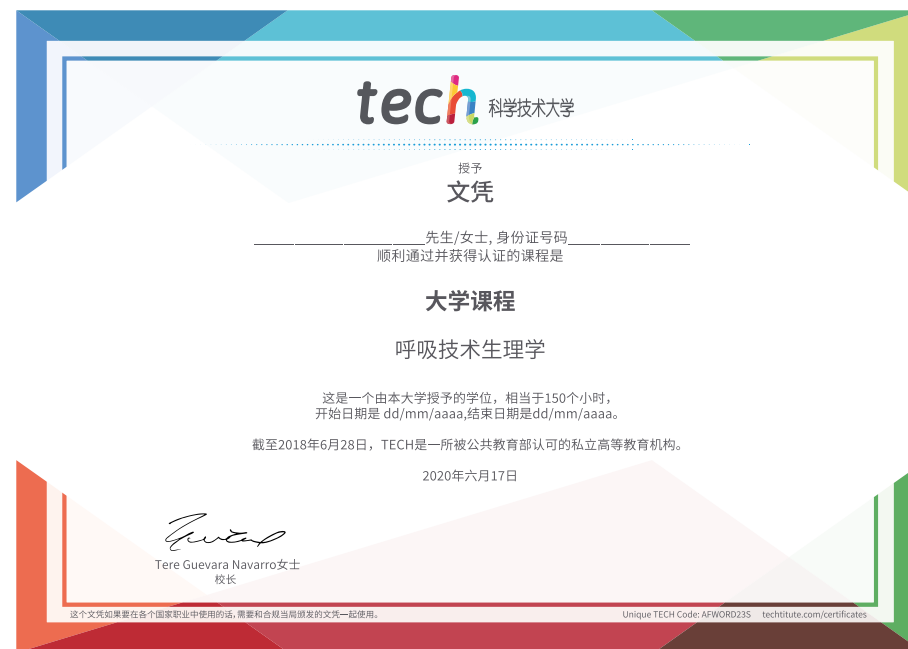 tech 科学技术大学
授予
文凭
______________________先生/女士, 身份证号码_______________
顺利通过并获得认证的课程是
大学课程
呼吸技术生理学
这是一个由本大学授予的学位，相当于150个小时，
开始日期是 dd/mm/aaaa,结束日期是dd/mm/aaaa。
截至2018年6月28日，TECH是一所被公共教育部认可的私立高等教育机构。
2020年六月17日
Tere Guevara Navarro女士
校长
这个文凭如果要在各个国家职业中使用的话,需要和合规当局颁发的文凭一起使用。
Unique TECH Code: AFWORD23S techtitute.com/certificates